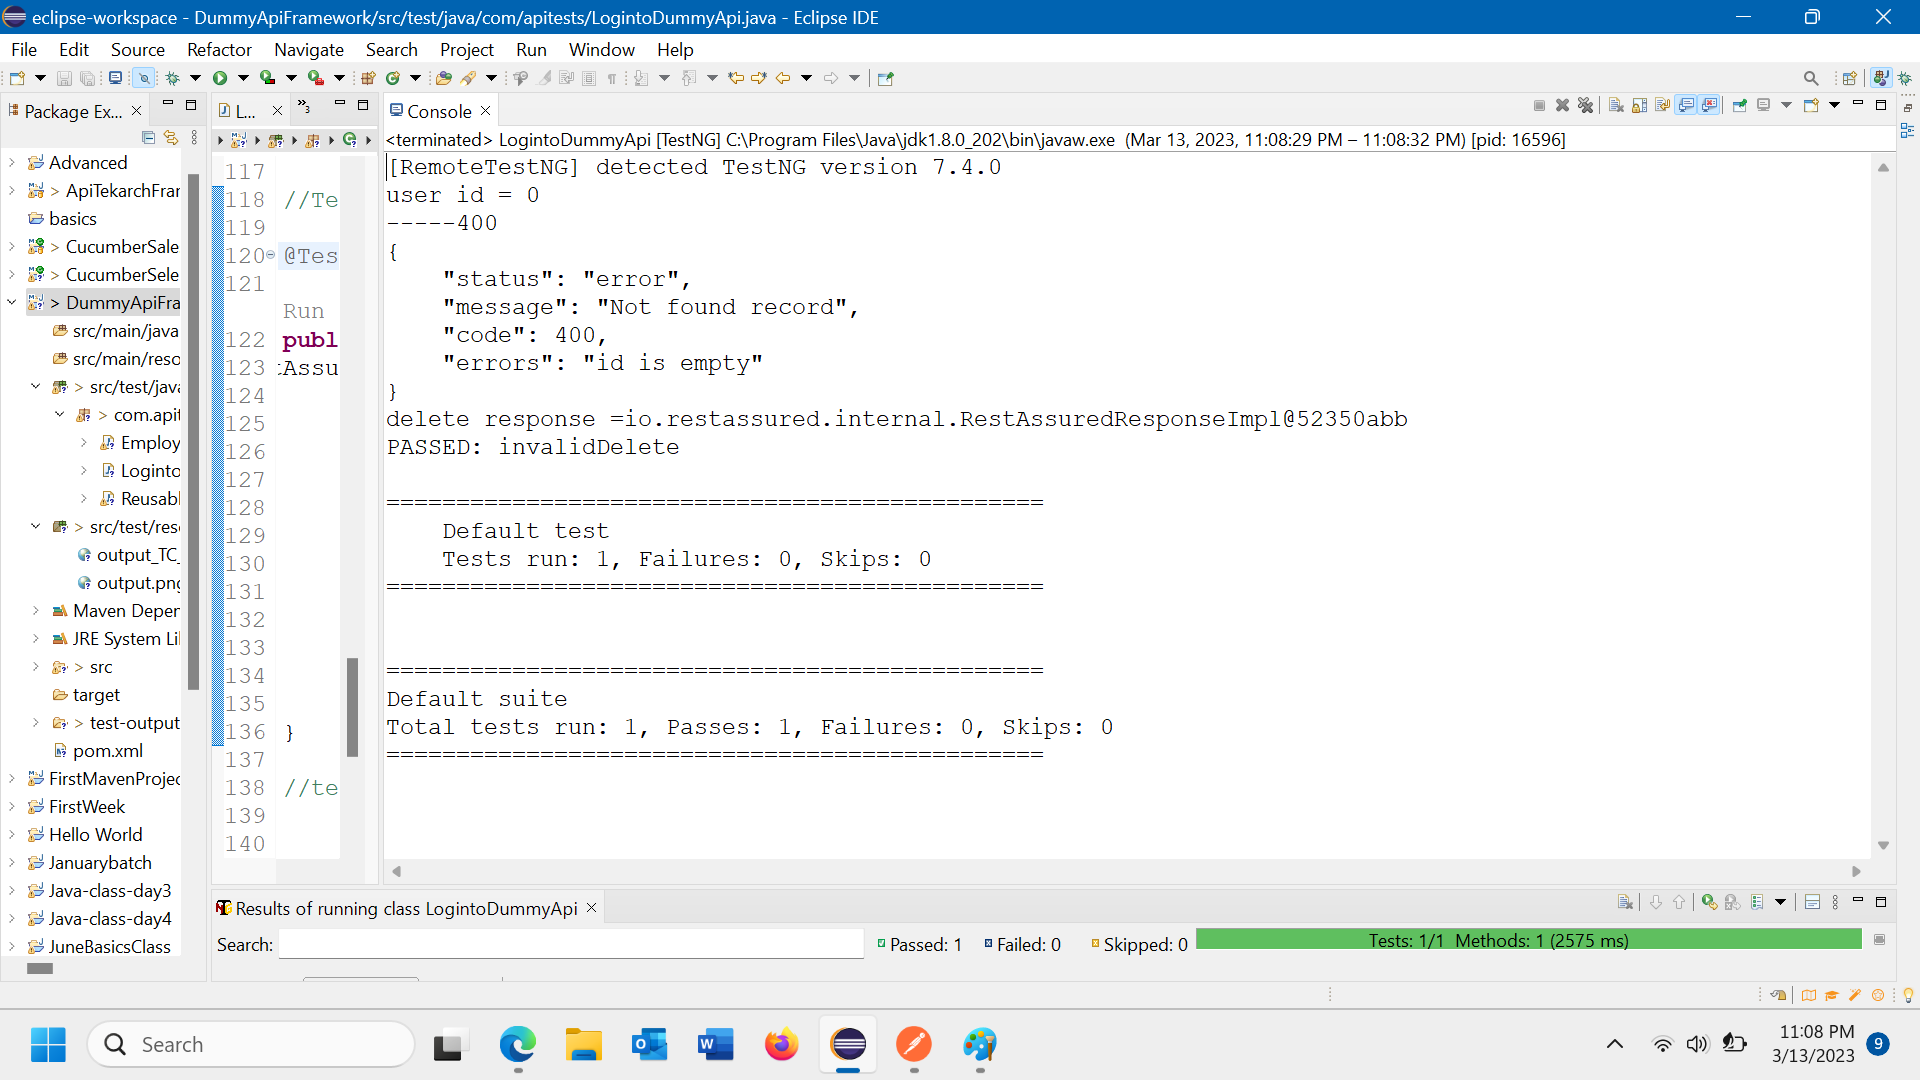 eclipse-workspace - DummyApiFramework/src/test/java/com/apitests/LogintoDummyApi.java - Eclipse IDE
File Edit Source Refactor Navigate Search Project Run Window Help
Package Ex...
L...
3
Console
<terminated> LogintoDummyApi [TestNG] C:\Program Files\Java\jdk1.8.0_202\bin\javaw.exe (Mar 13, 2023, 11:08:29 PM – 11:08:32 PM) [pid: 16596]
Advanced
> ApiTekarchFrar
basics
> CucumberSale
> CucumberSele
> DummyApiFra
src/main/java
src/main/reso
> src/test/java
> com.apit
Employ
Loginto
Reusabl
> src/test/res
output_TC_
output.png
Maven Deper
JRE System Li
> src
target
> test-output
pom.xml
FirstMavenProjec
FirstWeek
Hello World
Januarybatch
Java-class-day3
Java-class-day4
JuneBasicsClass
117
118 //Te
119
120 @Tes
121
Run
122 publ
123 :Assu
124
125
126
127
128
129
130
131
132
133
134
135
136 }
137
138 //te
139
140
[RemoteTestNG] detected TestNG version 7.4.0
user id = 0
-----400
{
"status": "error",
"message": "Not found record",
"code": 400,
"errors": "id is empty"
}
delete response =io.restassured.internal.RestAssuredResponseImpl@52350abb
PASSED: invalidDelete
===============================================
Default test
Tests run: 1, Failures: 0, Skips: 0
===============================================
===============================================
Default suite
Total tests run: 1, Passes: 1, Failures: 0, Skips: 0
===============================================
Results of running class LogintoDummyApi
Search:
Passed: 1
Failed: 0
Skipped: 0
Tests: 1/1 Methods: 1 (2575 ms)
Search
11:08 PM
3/13/2023
9